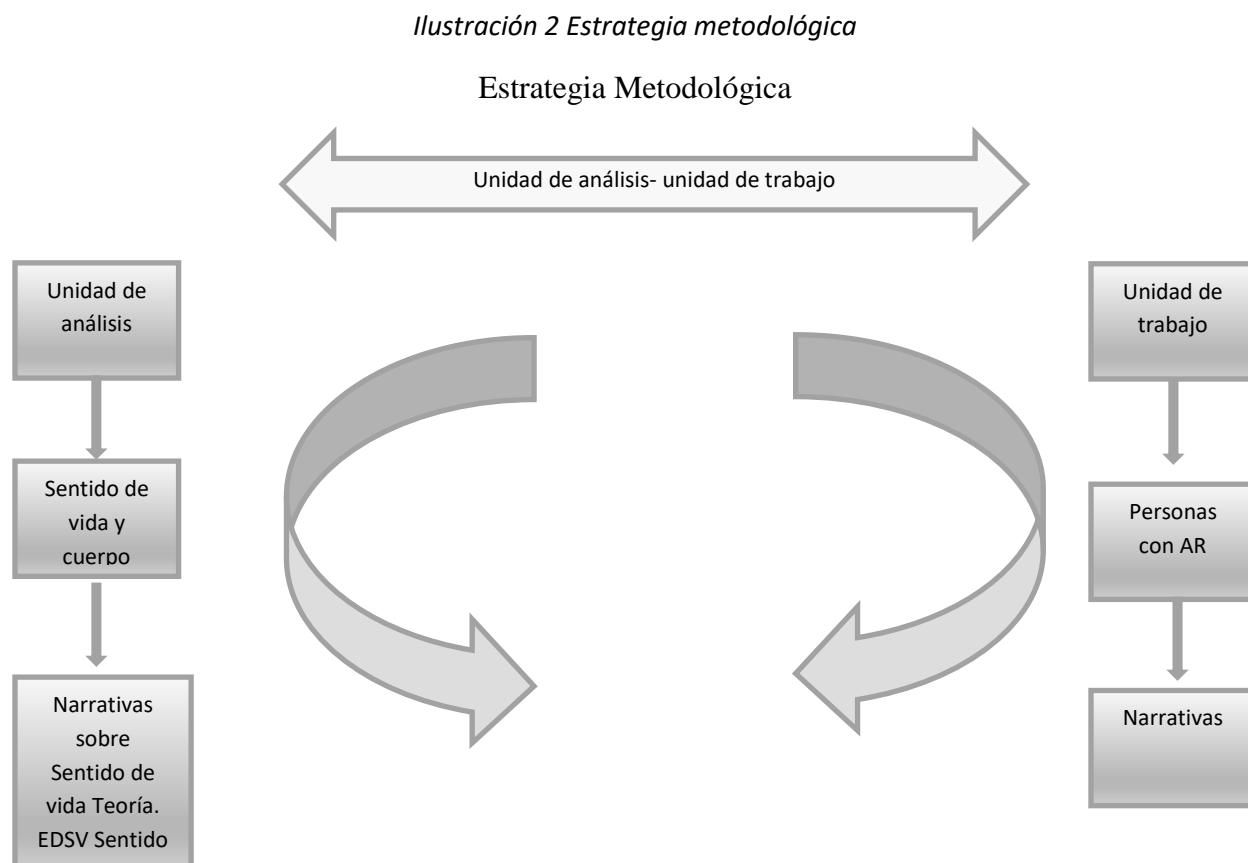 Ilustración 2 Estrategia metodológica
Estrategia Metodológica
Unidad de análisis- unidad de trabajo
Unidad de
análisis
Sentido de
vida y
cuerpo
Narrativas
sobre
Sentido de
vida Teoría.
EDSV Sentido
Unidad de
trabajo
Personas
con AR
Narrativas